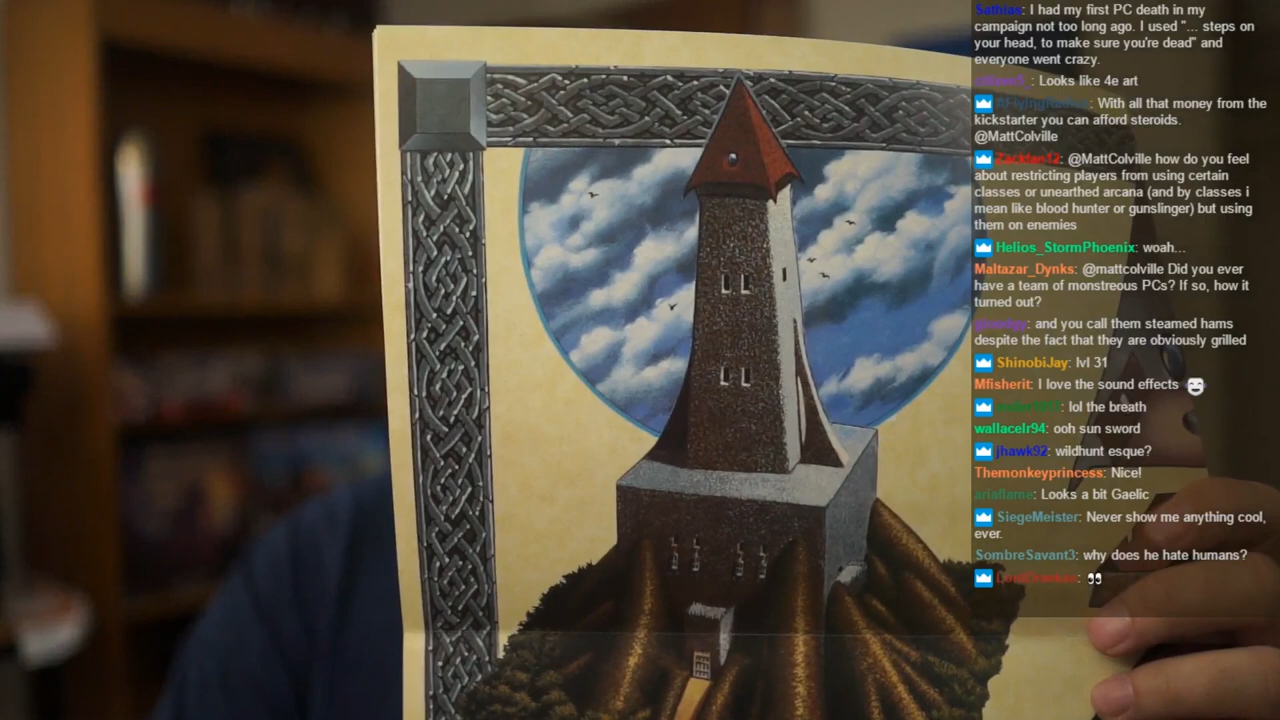 Sathias: I had my first PC death in my
campaign not too long ago. I used "... steps on
your head, to make sure you're dead" and
everyone went crazy.
: Looks like 4e art
: With all that money from the
kickstarter you can afford steroids.
@MattColville
Zackfan12: @MattColville how do you feel
about restricting players from using certain
classes or unearthed arcana (and by classes i
mean like blood hunter or gunslinger) but using
them on enemies
Helios_StormPhoenix: woah...
Maltazar_Dynks: @mattcolville Did you ever
have a team of monstreous PCs? If so, how it
turned out?
: and you call them steamed hams
despite the fact that they are obviously grilled
ShinobiJay: lvl 31
Mfisherit: I love the sound effects
: lol the breath
wallacelr94: ooh sun sword
jhawk92: wildhunt esque?
Themonkeyprincess: Nice!
ariaflame: Looks a bit Gaelic
SiegeMeister: Never show me anything cool,
ever.
SombreSavant3: why does he hate humans?